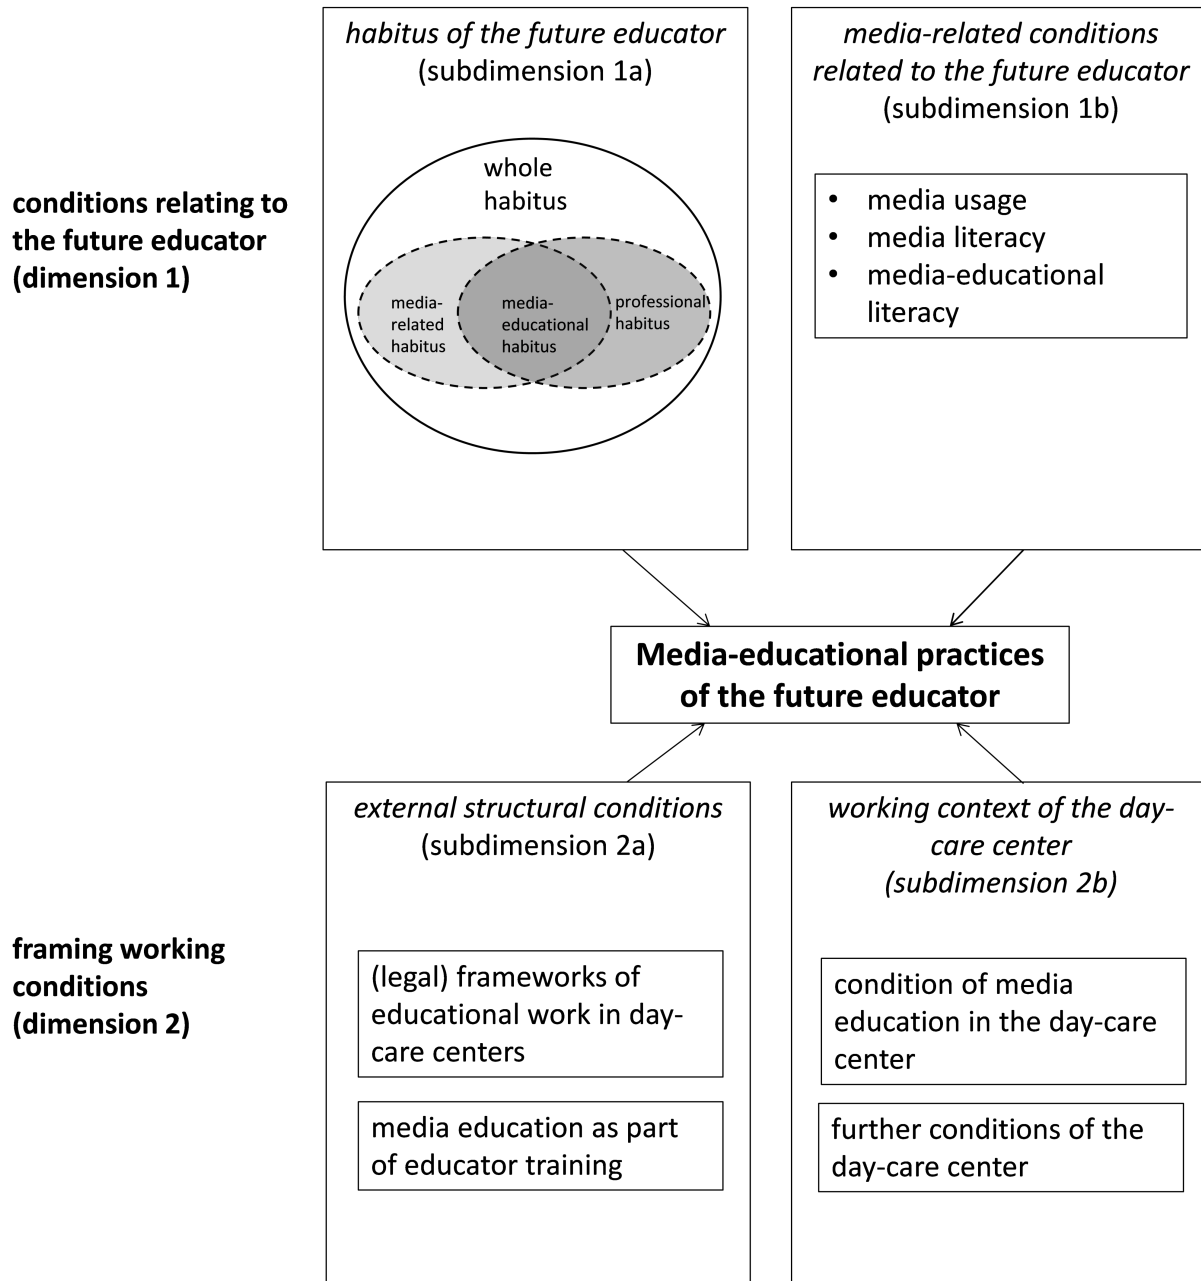 habitus of the future educator
(subdimension 1a)
media-related conditions
related to the future educator
(subdimension 1b)
conditions relating to
the future educator
(dimension 1)
whole
habitus
media-
related
habitus
media-
educational
habitus
professional
habitus
• media usage
• media literacy
• media-educational
literacy
Media-educational practices
of the future educator
framing working
conditions
(dimension 2)
external structural conditions
(subdimension 2a)
(legal) frameworks of
educational work in day-
care centers
media education as part
of educator training
working context of the day-
care center
(subdimension 2b)
condition of media
education in the day-care
center
further conditions of the
day-care center